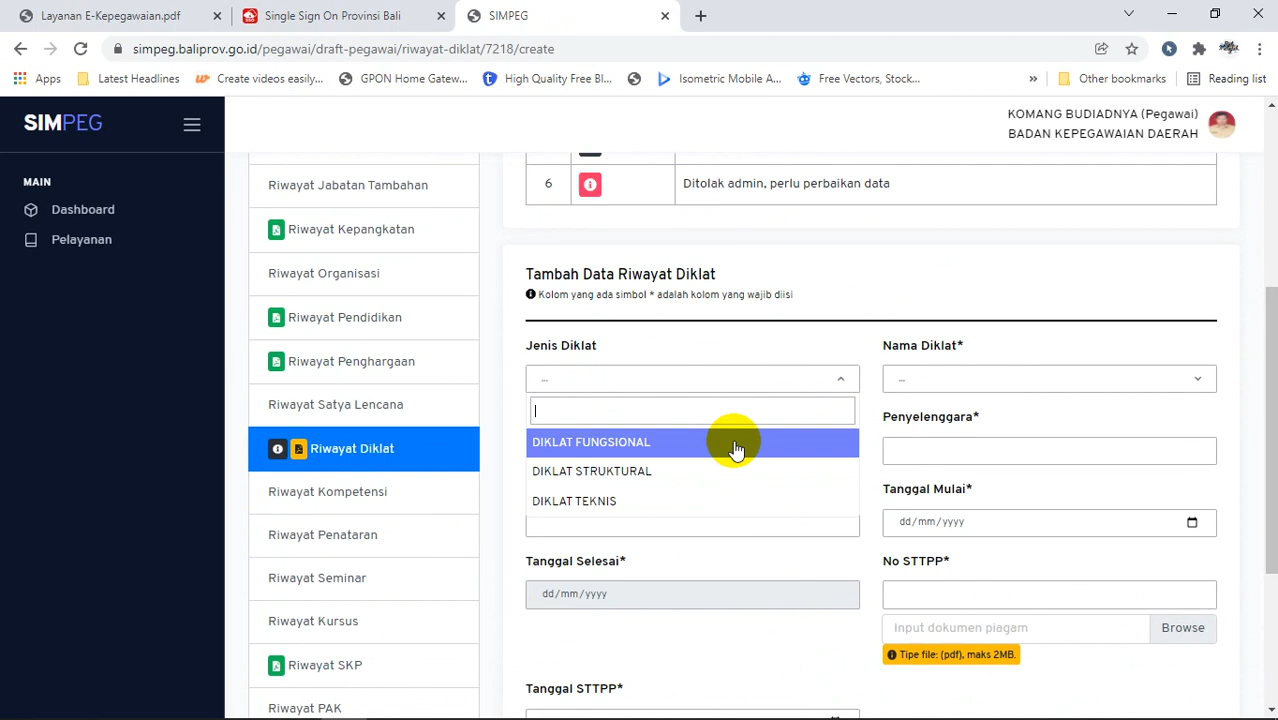 Layanan E-Kepegawaian.pdf
Single Sign On Provinsi Bali
SIMPEG
simpeg.baliprov.go.id/pegawai/draft-pegawai/riwayat-diklat/7218/create
Apps
Latest Headlines
Create videos easily...
GPON Home Gatew...
High Quality Free Bl...
Isometric Mobile A...
Free Vectors, Stock...
»
Other bookmarks
Reading list
SIMPEG
KOMANG BUDIADNYA (Pegawai)
BADAN KEPEGAWAIAN DAERAH
MAIN
Dashboard
Pelayanan
Riwayat Jabatan Tambahan
Riwayat Kepangkatan
Riwayat Organisasi
Riwayat Pendidikan
Riwayat Penghargaan
Riwayat Satya Lencana
Riwayat Diklat
Riwayat Kompetensi
Riwayat Penataran
Riwayat Seminar
Riwayat Kursus
Riwayat SKP
Riwayat PAK
6 Ditolak admin, perlu perbaikan data
Tambah Data Riwayat Diklat
Kolom yang ada simbol * adalah kolom yang wajib diisi
Jenis Diklat
...
DIKLAT FUNGSIONAL
DIKLAT STRUKTURAL
DIKLAT TEKNIS
Nama Diklat*
...
Penyelenggara*
Tanggal Mulai*
dd/mm/yyyy
Tanggal Selesai*
dd/mm/yyyy
No STTPP*
Input dokumen piagam
Browse
Tipe file: (pdf), maks 2MB.
Tanggal STTPP*